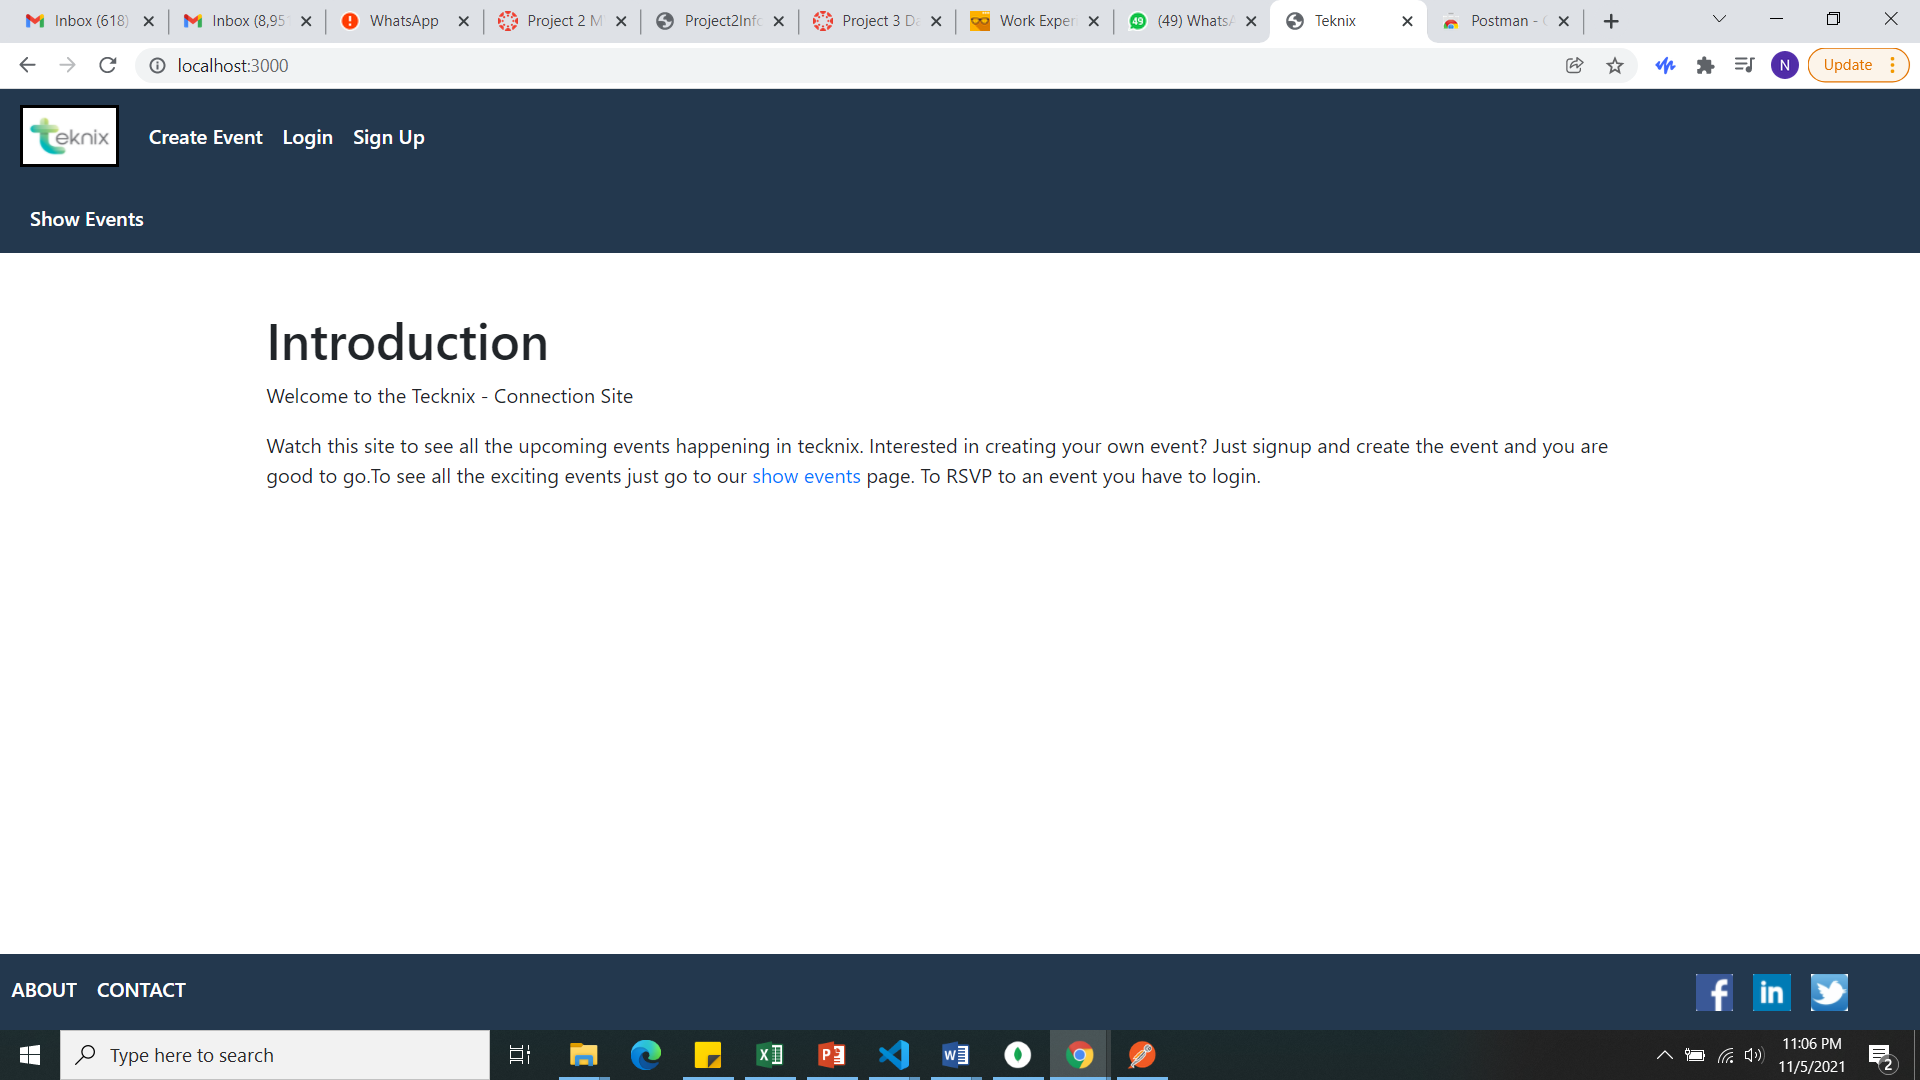 Inbox (618)
Inbox (8,95
WhatsApp
Project 2 M
Project2Info
Project 3 Da
Work Exper
(49) WhatsA
Teknix
Postman -
localhost:3000
N
Update
teknix
Create Event
Login
Sign Up
Show Events
Introduction
Welcome to the Tecknix - Connection Site
Watch this site to see all the upcoming events happening in tecknix. Interested in creating your own event? Just signup and create the event and you are
good to go.To see all the exciting events just go to our show events page. To RSVP to an event you have to login.
ABOUT
CONTACT
f
in
Type here to search
11:06 PM
11/5/2021
2